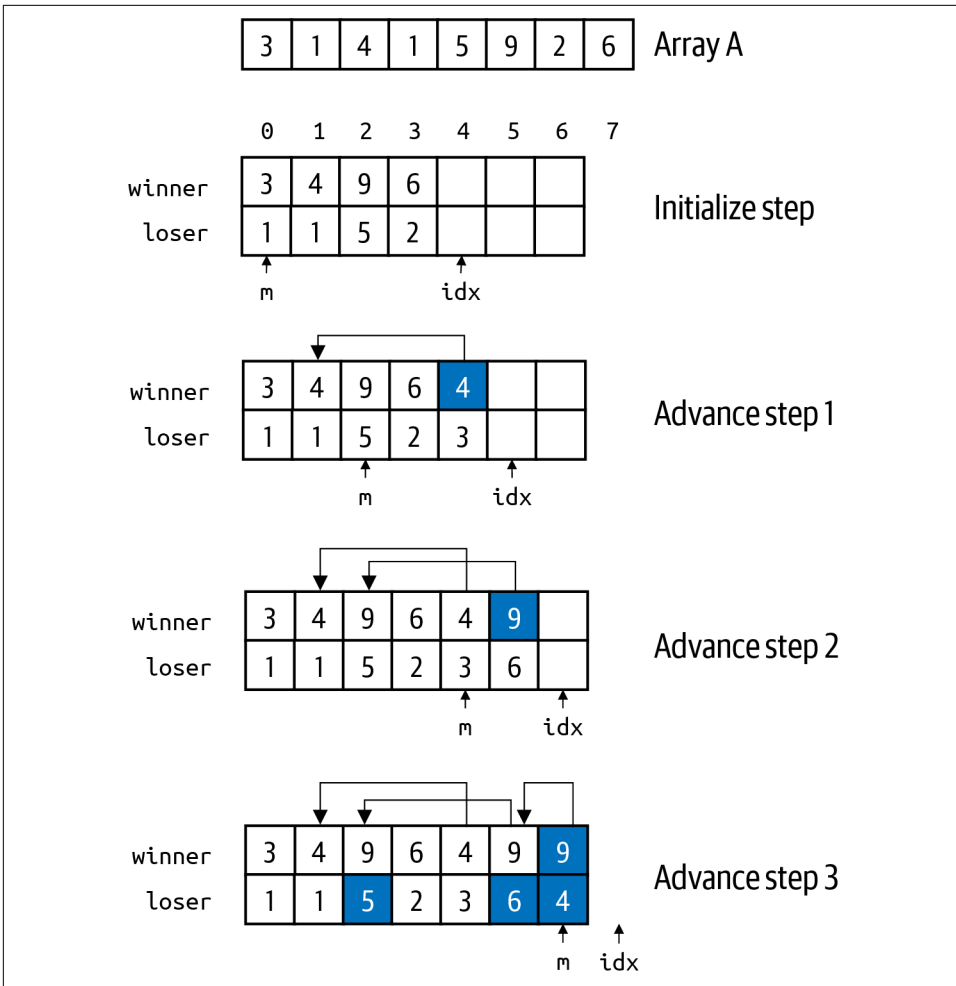 3 1 4 1 5 9 2 6 Array A
0 1 2 3 4 5 6 7
winner 3 4 9 6
Initialize step
loser 1 1 5 2
m idx
winner 3 4 9 6 4
Advance step 1
loser 1 1 5 2 3
m idx
winner 3 4 9 6 4 9
Advance step 2
loser 1 1 5 2 3 6
m idx
winner 3 4 9 6 4 9 9
Advance step 3
loser 1 1 5 2 3 6 4
m idx